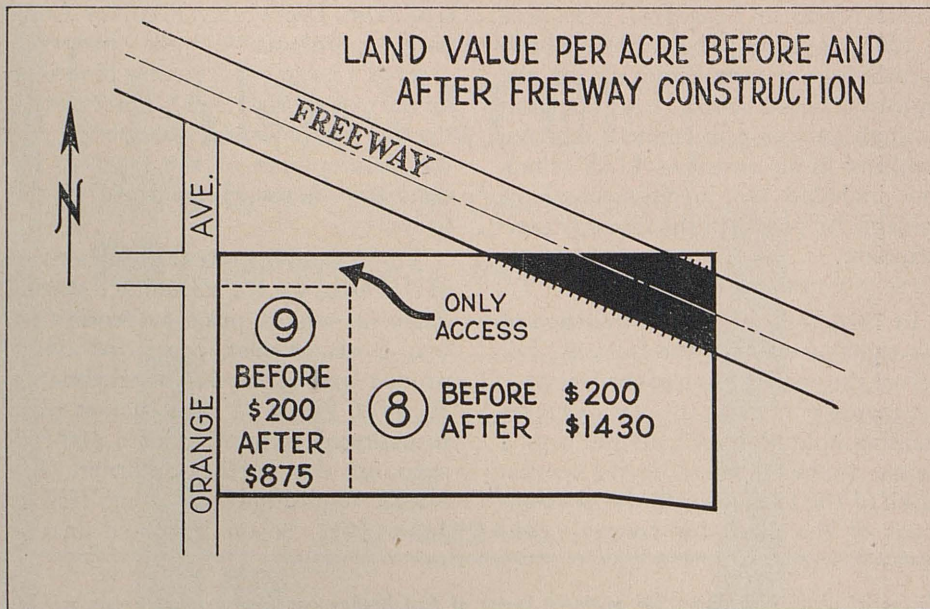 LAND VALUE PER ACRE BEFORE AND
AFTER FREEWAY CONSTRUCTION
FREEWAY
N
ORANGE AVE.
ONLY
ACCESS
9
BEFORE
$200
AFTER
$875
8
BEFORE $200
AFTER $1430